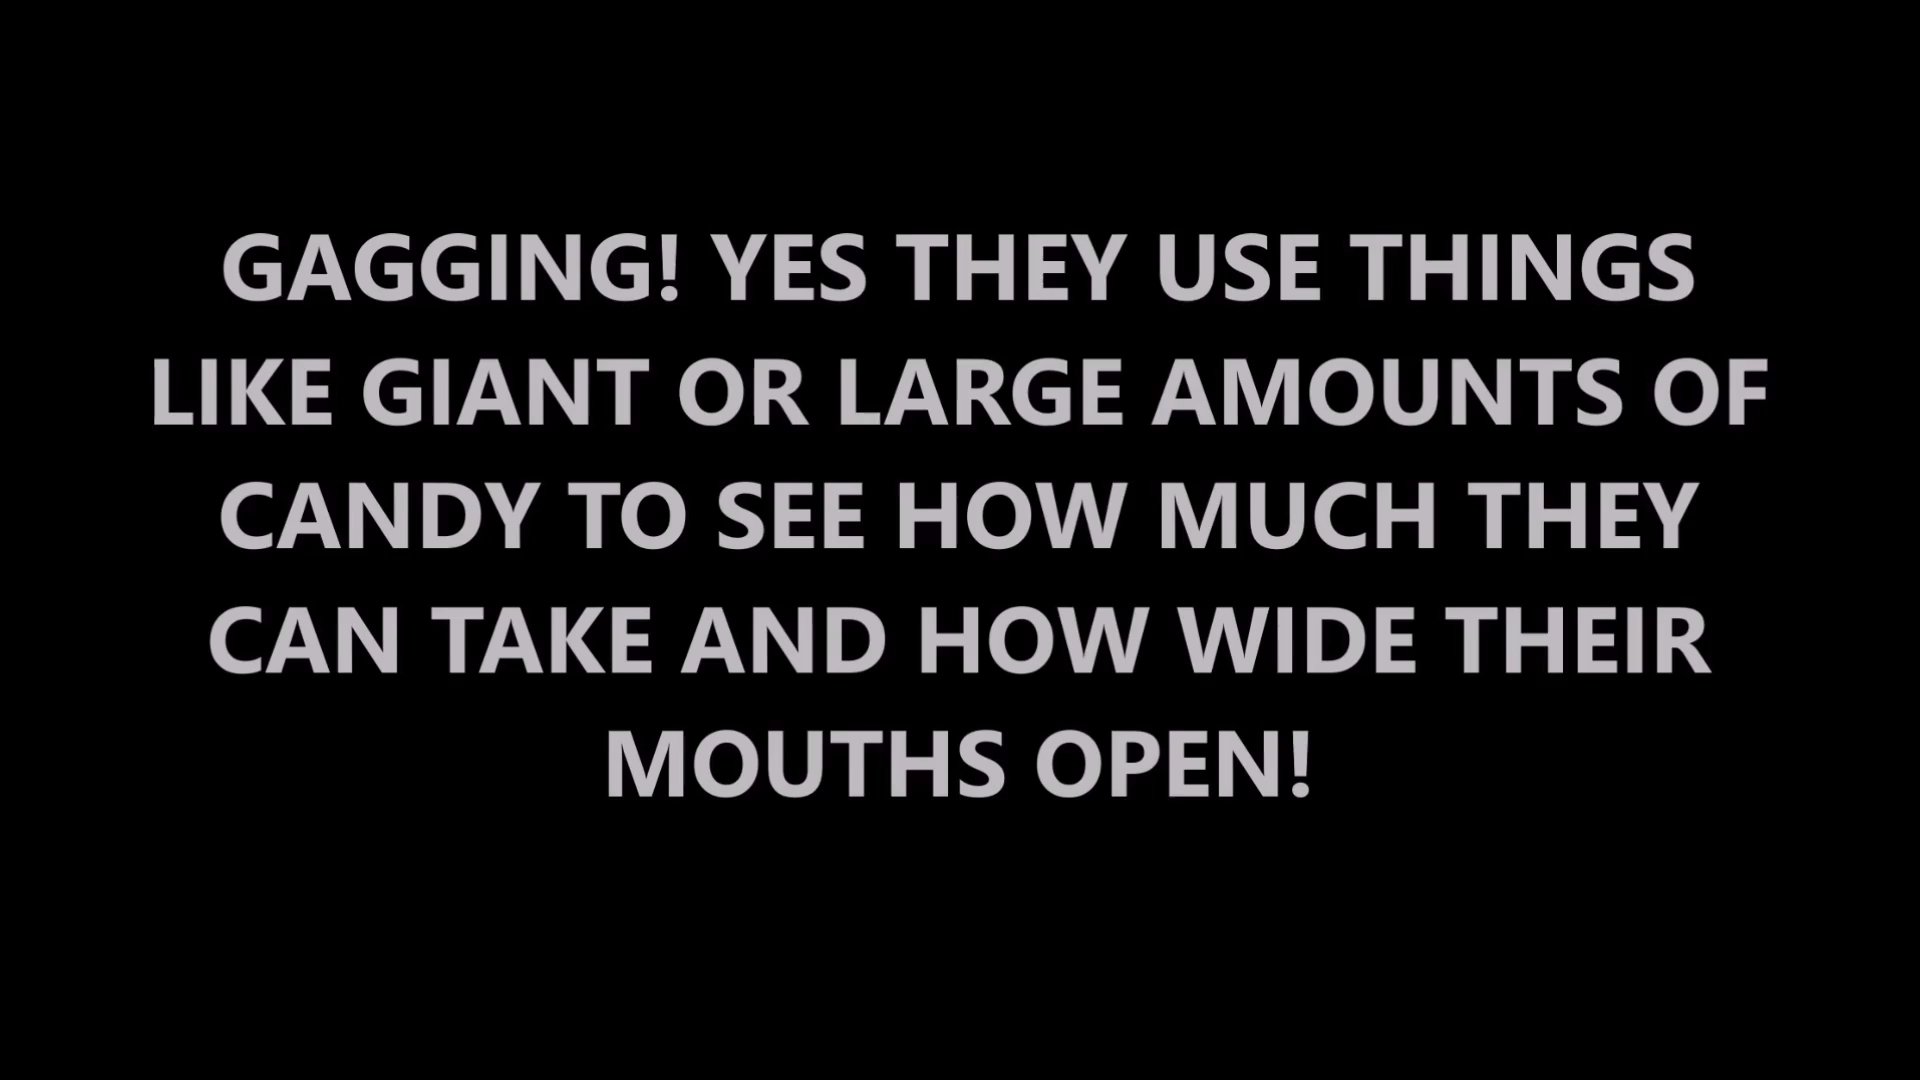 GAGGING! YES THEY USE THINGS
LIKE GIANT OR LARGE AMOUNTS OF
CANDY TO SEE HOW MUCH THEY
CAN TAKE AND HOW WIDE THEIR
MOUTHS OPEN!